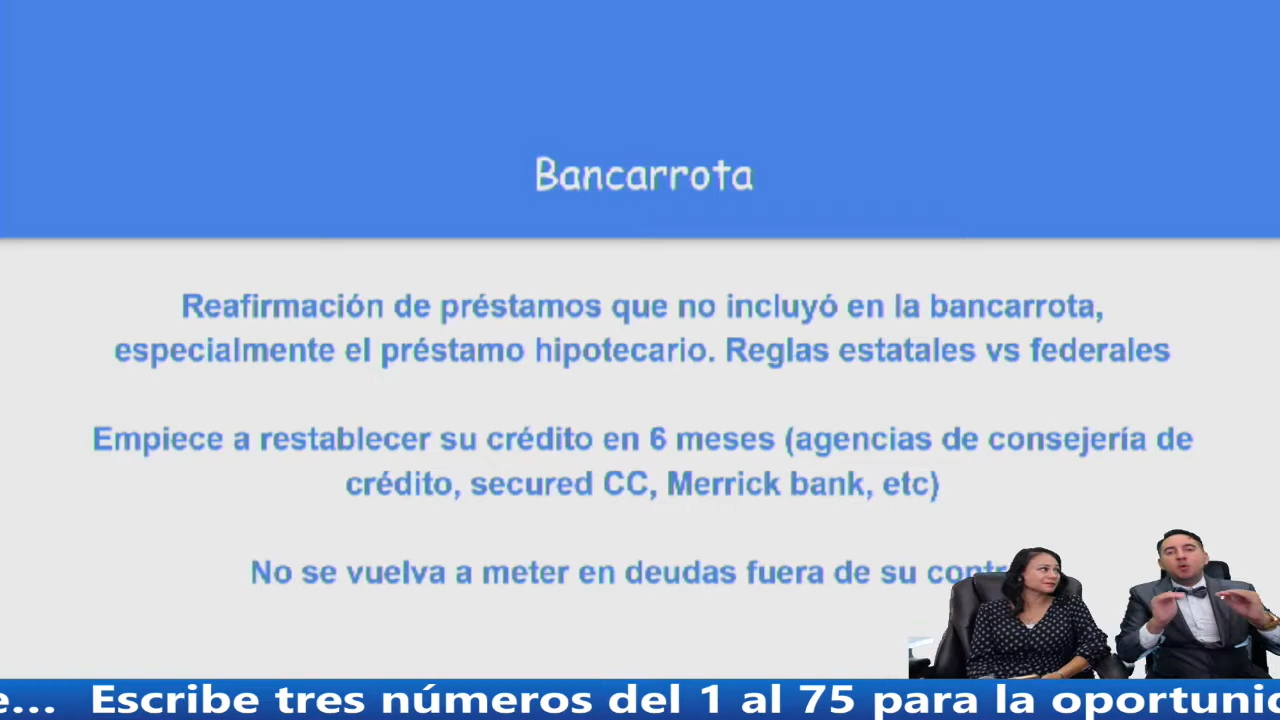 Bancarrota
Reafirmación de préstamos que no incluyó en la bancarrota,
especialmente el préstamo hipotecario. Reglas estatales vs federales
Empiece a restablecer su crédito en 6 meses (agencias de consejería de
crédito, secured CC, Merrick bank, etc)
No se vuelva a meter en deudas fuera de su
Escribe tres números del 1 al 75 para la